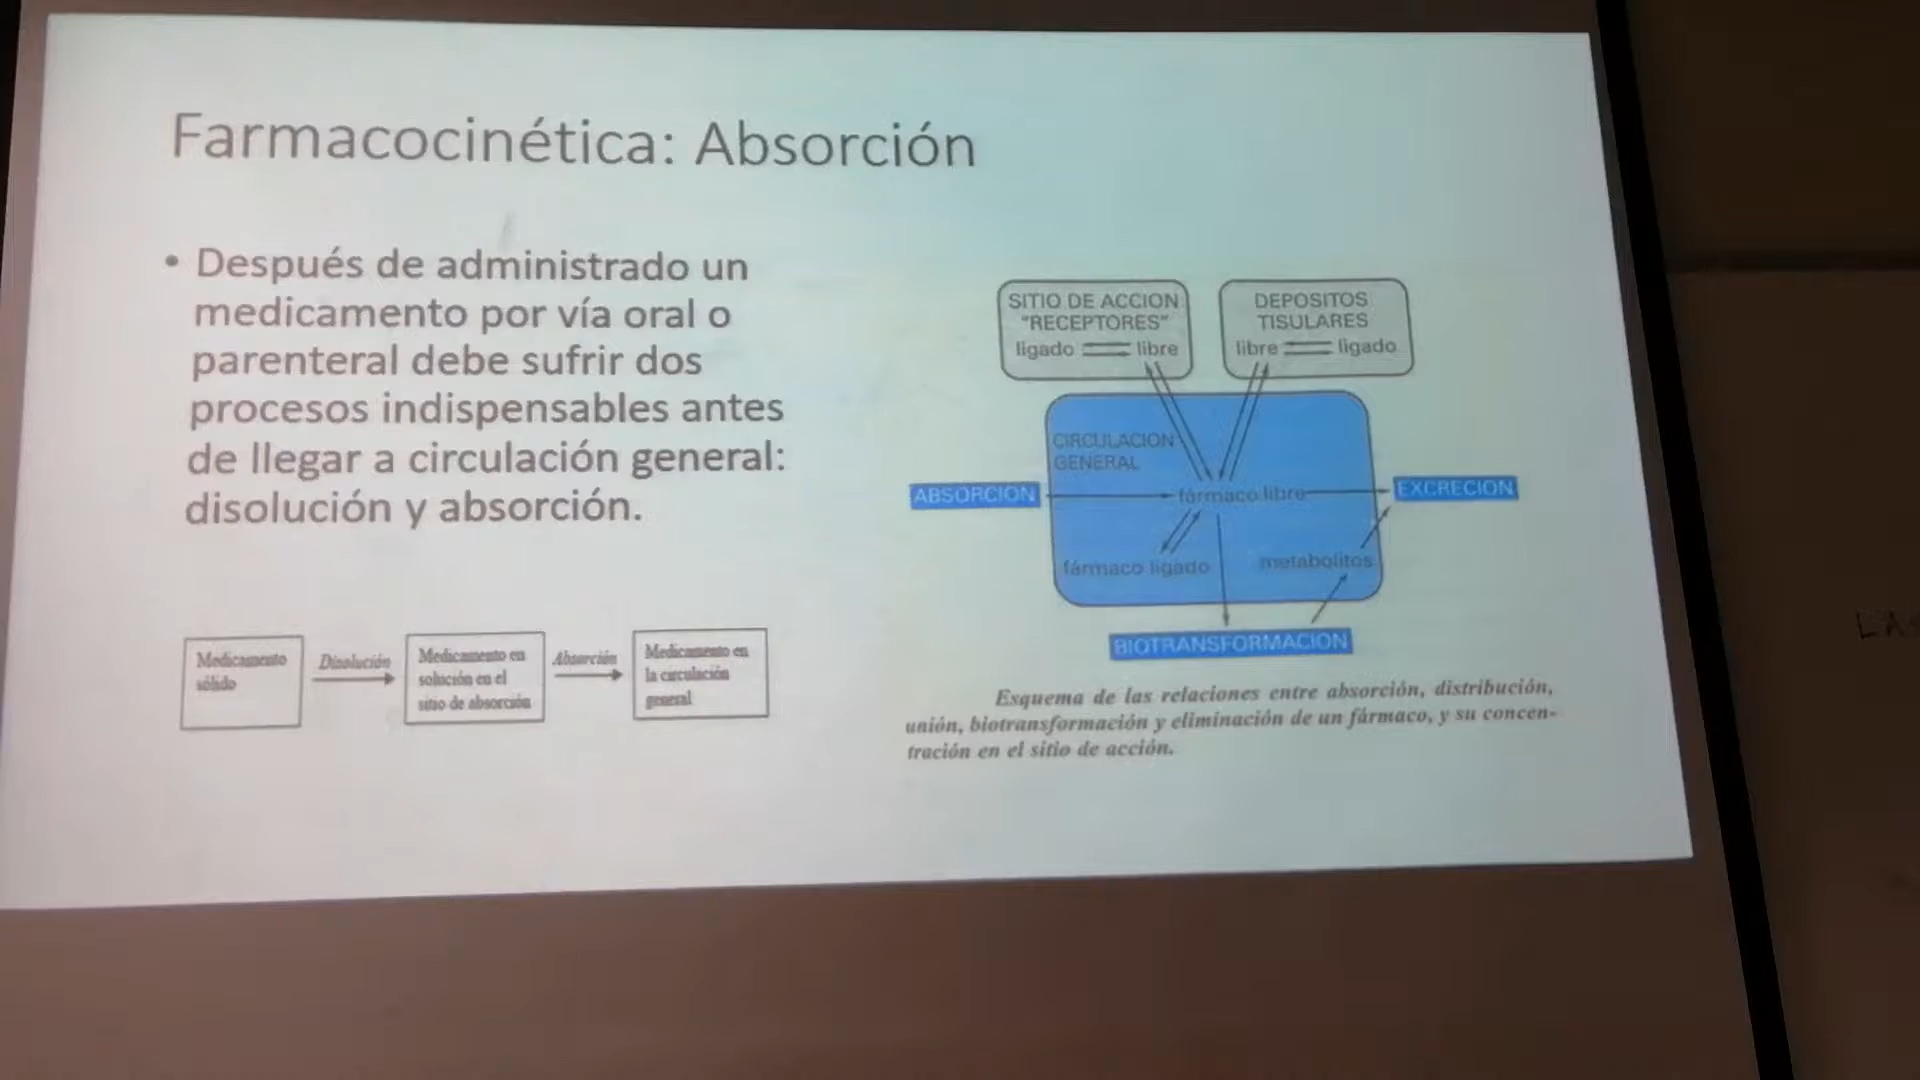 Farmacocinética: Absorción
• Después de administrado un
medicamento por vía oral o
parenteral debe sufrir dos
procesos indispensables antes
de llegar a circulación general:
disolución y absorción.
Medicamento
sólido
Disolución
Medicamento en
solución en el
sitio de absorción
Absorción
Medicamento en
la circulación
general
SITIO DE ACCION
"RECEPTORES"
ligado libre
DEPOSITOS
TISULARES
libre ligado
CIRCULACION
GENERAL
ABSORCION
fármaco libre
EXCRECION
fármaco ligado
metabolitos
BIOTRANSFORMACION
Esquema de las relaciones entre absorción, distribución,
unión, biotransformación y eliminación de un fármaco, y su concen-
tración en el sitio de acción.